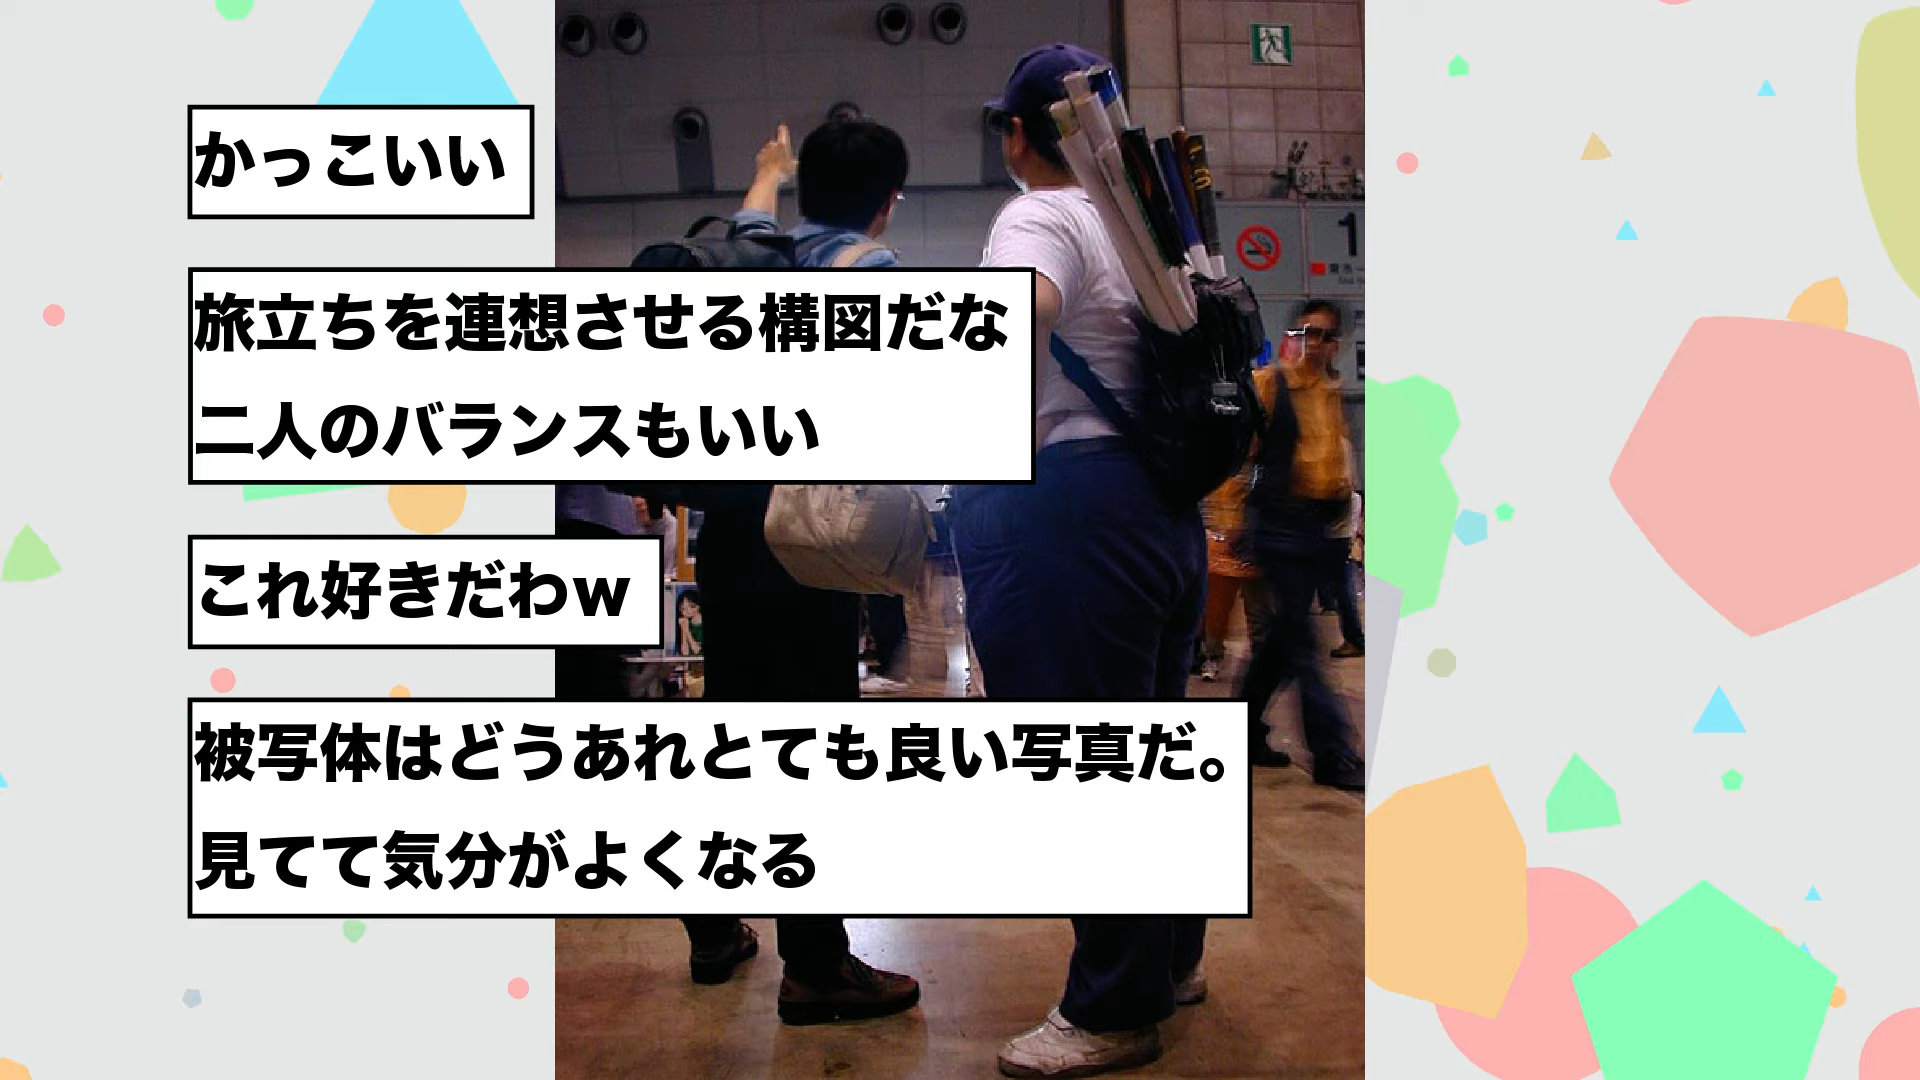 かっこいい
旅立ちを連想させる構図だな
二人のバランスもいい
これ好きだわw
被写体はどうあれとても良い写真だ。
見てて気分がよくなる
1